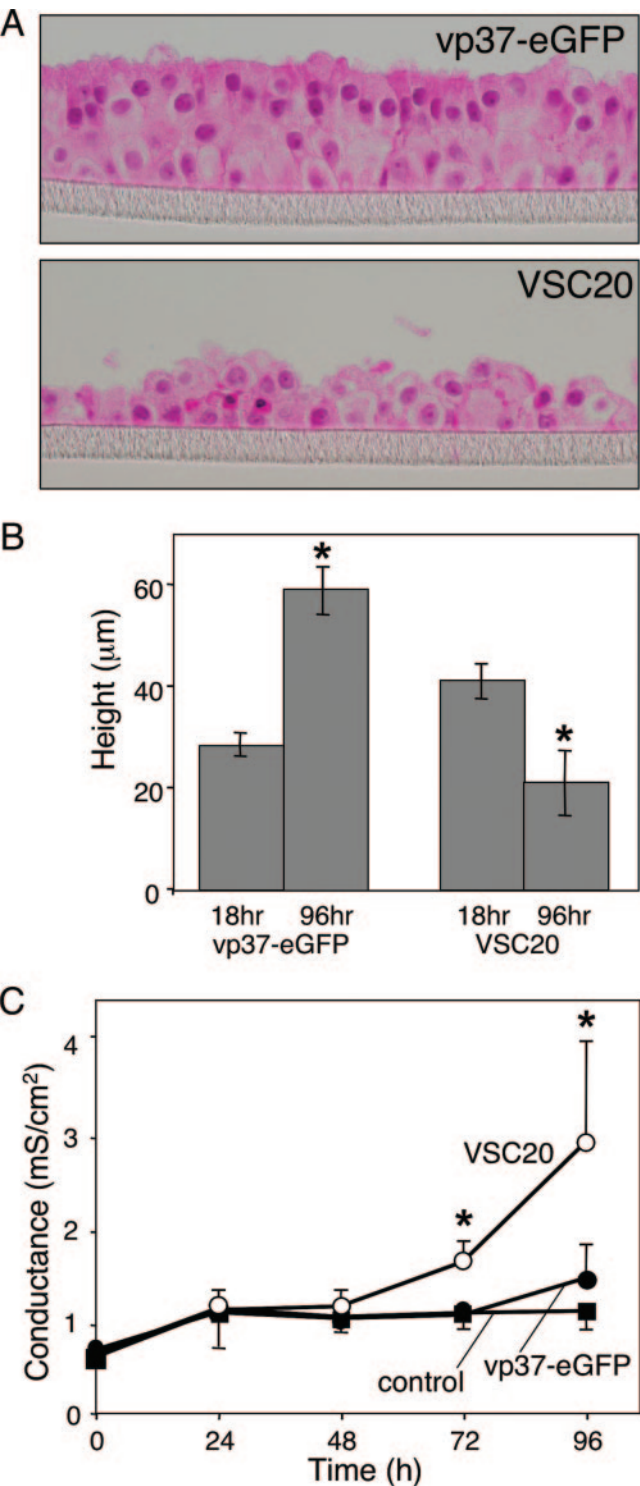 A
vp37-eGFP
VSC20
B
Height (μm)
60
40
20
0
*
*
18hr 96hr 18hr 96hr
vp37-eGFP VSC20
C
Conductance (mS/cm²)
4
3
2
1
0
*
*
VSC20
control
vp37-eGFP
0 24 48 72 96
Time (h)